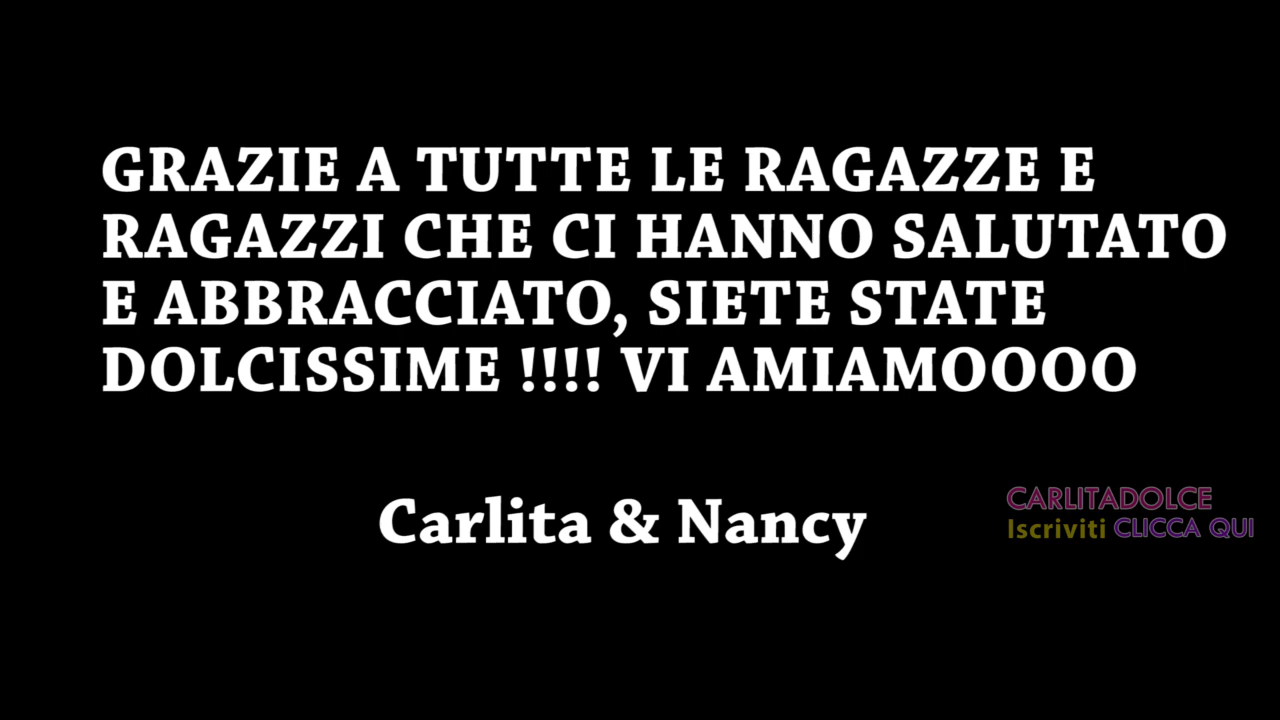 GRAZIE A TUTTE LE RAGAZZE E
RAGAZZI CHE CI HANNO SALUTATO
E ABBRACCIATO, SIETE STATE
DOLCISSIME !!!! VI AMIAMOOOO
Carlita & Nancy
CARLITADOLCE
Iscriviti CLICCA QUI